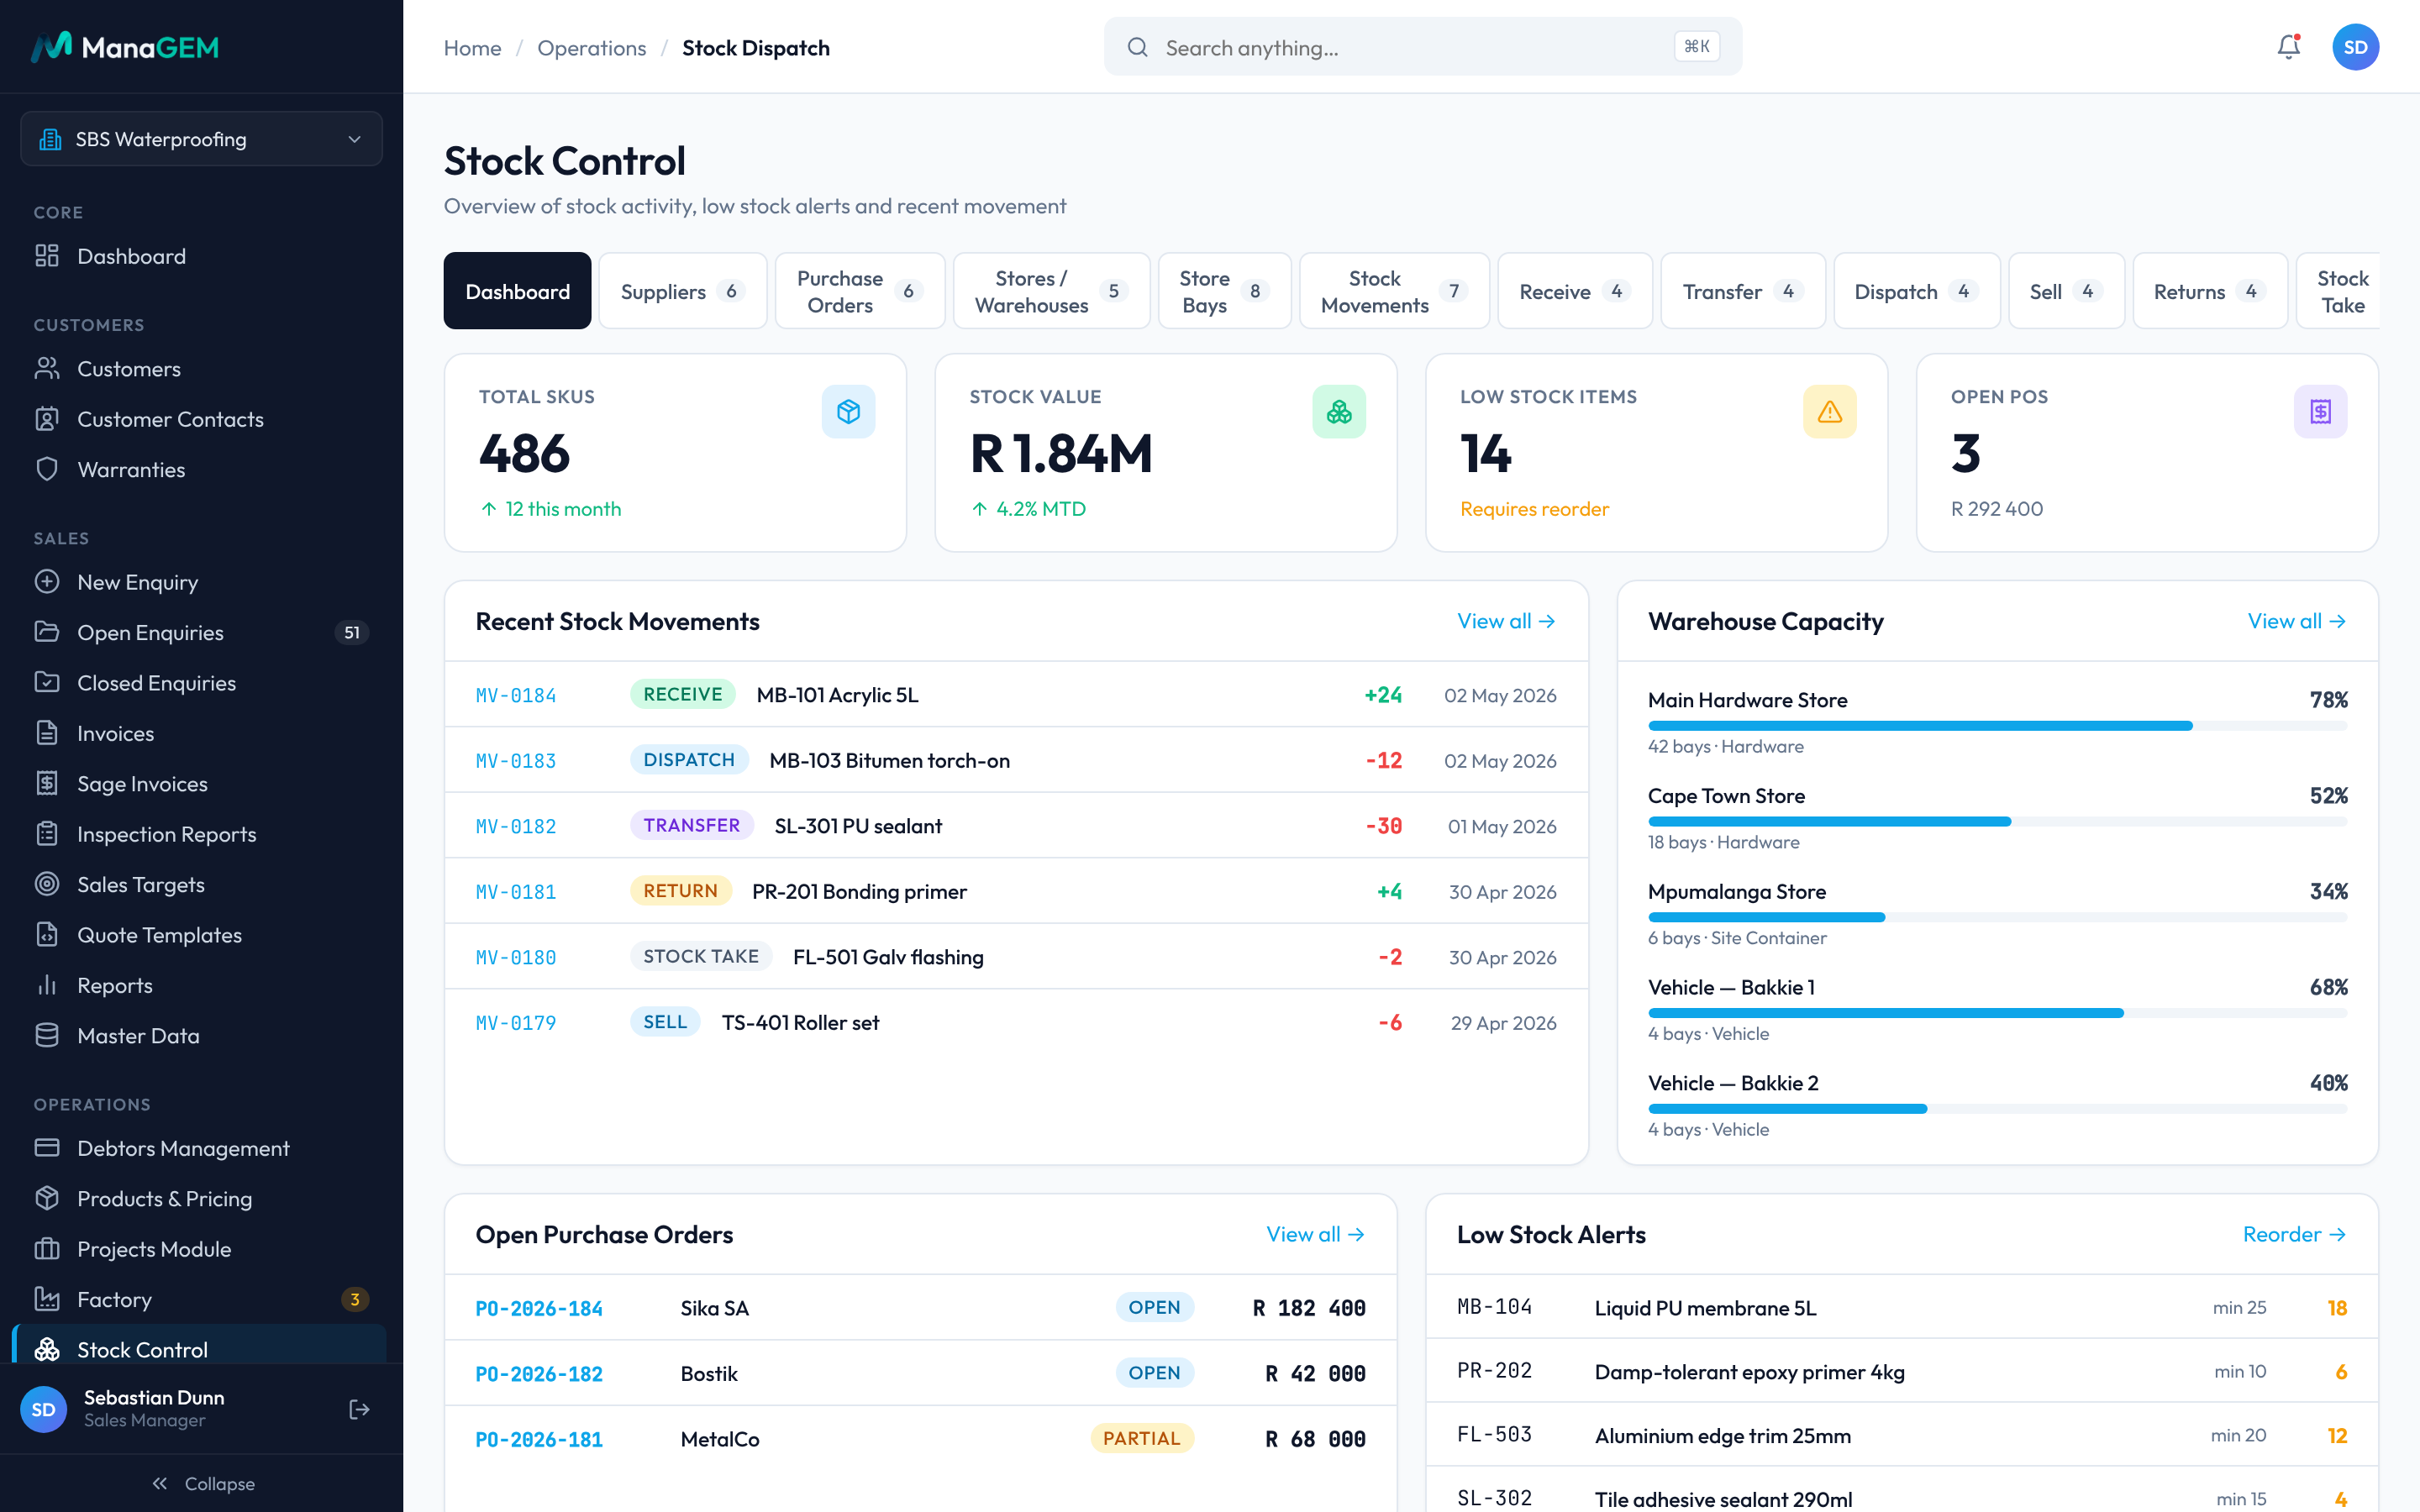 ManaGEM
SBS Waterproofing
CORE
Dashboard
CUSTOMERS
Customers
Customer Contacts
Warranties
SALES
New Enquiry
Open Enquiries 51
Closed Enquiries
Invoices
Sage Invoices
Inspection Reports
Sales Targets
Quote Templates
Reports
Master Data
OPERATIONS
Debtors Management
Products & Pricing
Projects Module
Factory 3
Stock Control
SD Sebastian Dunn
Sales Manager
Collapse
Home / Operations / Stock Dispatch
Search anything... ⌘K
SD
Stock Control
Overview of stock activity, low stock alerts and recent movement
Dashboard
Suppliers 6
Purchase Orders 6
Stores / Warehouses 5
Store Bays 8
Stock Movements 7
Receive 4
Transfer 4
Dispatch 4
Sell 4
Returns 4
Stock Take
TOTAL SKUS
486
↑ 12 this month
STOCK VALUE
R 1.84M
↑ 4.2% MTD
LOW STOCK ITEMS
14
Requires reorder
OPEN POS
3
R 292 400
Recent Stock Movements View all →
MV-0184 RECEIVE MB-101 Acrylic 5L +24 02 May 2026
MV-0183 DISPATCH MB-103 Bitumen torch-on -12 02 May 2026
MV-0182 TRANSFER SL-301 PU sealant -30 01 May 2026
MV-0181 RETURN PR-201 Bonding primer +4 30 Apr 2026
MV-0180 STOCK TAKE FL-501 Galv flashing -2 30 Apr 2026
MV-0179 SELL TS-401 Roller set -6 29 Apr 2026
Warehouse Capacity View all →
Main Hardware Store 78%
42 bays · Hardware
Cape Town Store 52%
18 bays · Hardware
Mpumalanga Store 34%
6 bays · Site Container
Vehicle — Bakkie 1 68%
4 bays · Vehicle
Vehicle — Bakkie 2 40%
4 bays · Vehicle
Open Purchase Orders View all →
PO-2026-184 Sika SA OPEN R 182 400
PO-2026-182 Bostik OPEN R 42 000
PO-2026-181 MetalCo PARTIAL R 68 000
Low Stock Alerts Reorder →
MB-104 Liquid PU membrane 5L min 25 18
PR-202 Damp-tolerant epoxy primer 4kg min 10 6
FL-503 Aluminium edge trim 25mm min 20 12
SL-302 Tile adhesive sealant 290ml min 15 4